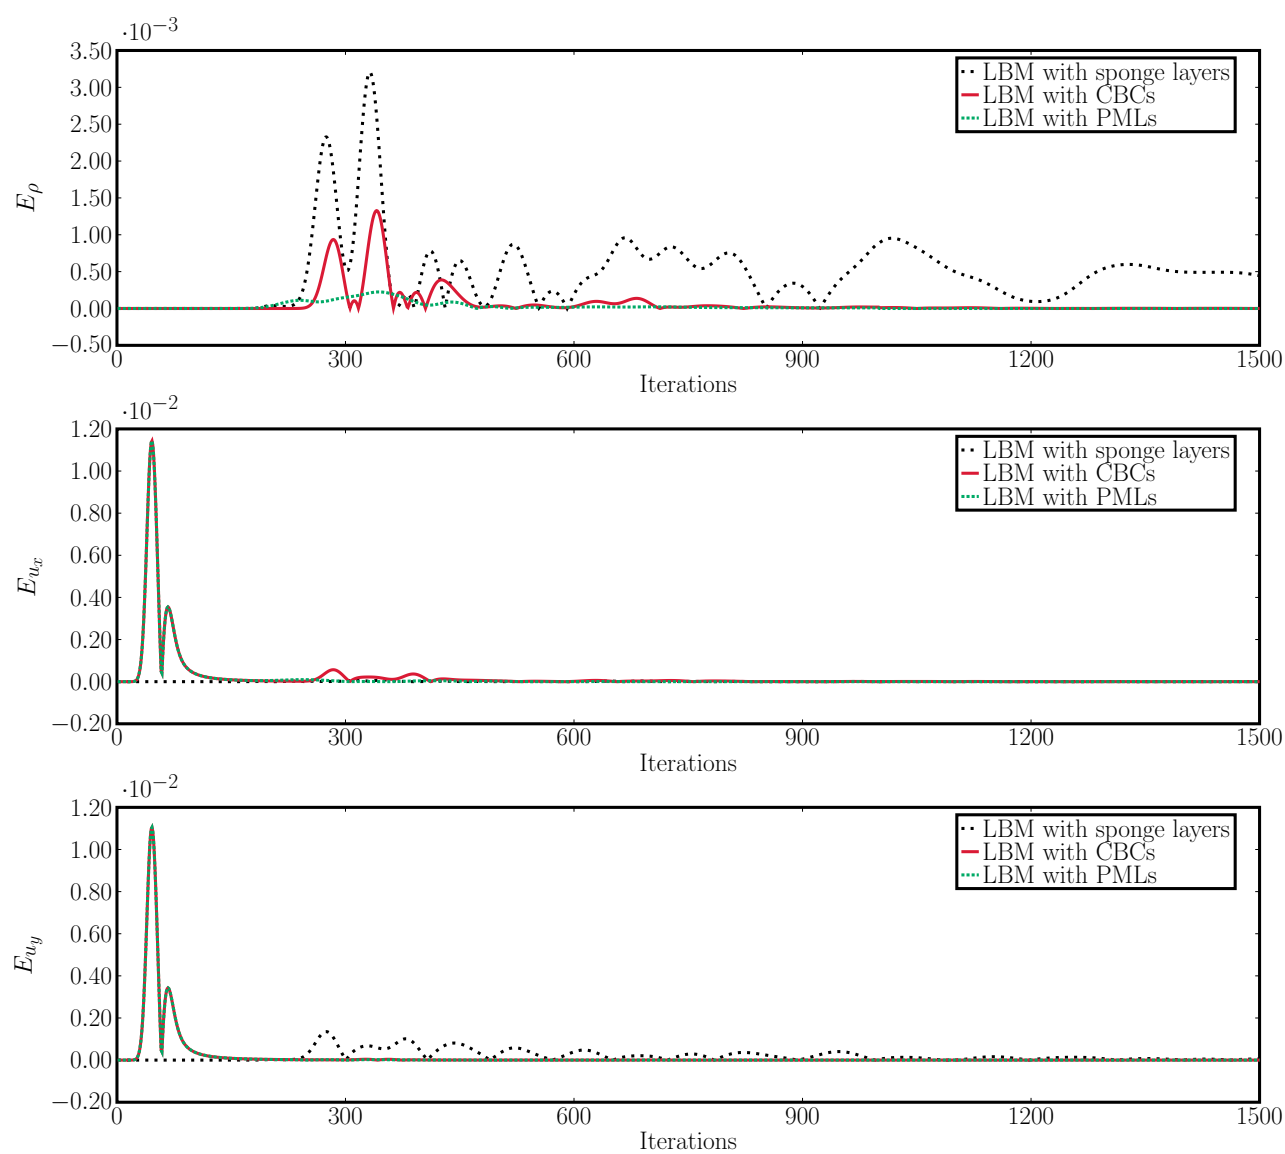 ·10−3
3.50
3.00
2.50
2.00
1.50
1.00
0.50
0.00
−0.50
Eρ
LBM with sponge layers
LBM with CBCs
LBM with PMLs
0 300 600 900 1200 1500
Iterations
·10−2
1.20
1.00
0.80
0.60
0.40
0.20
0.00
−0.20
Eux
LBM with sponge layers
LBM with CBCs
LBM with PMLs
0 300 600 900 1200 1500
Iterations
·10−2
1.20
1.00
0.80
0.60
0.40
0.20
0.00
−0.20
Euy
LBM with sponge layers
LBM with CBCs
LBM with PMLs
0 300 600 900 1200 1500
Iterations